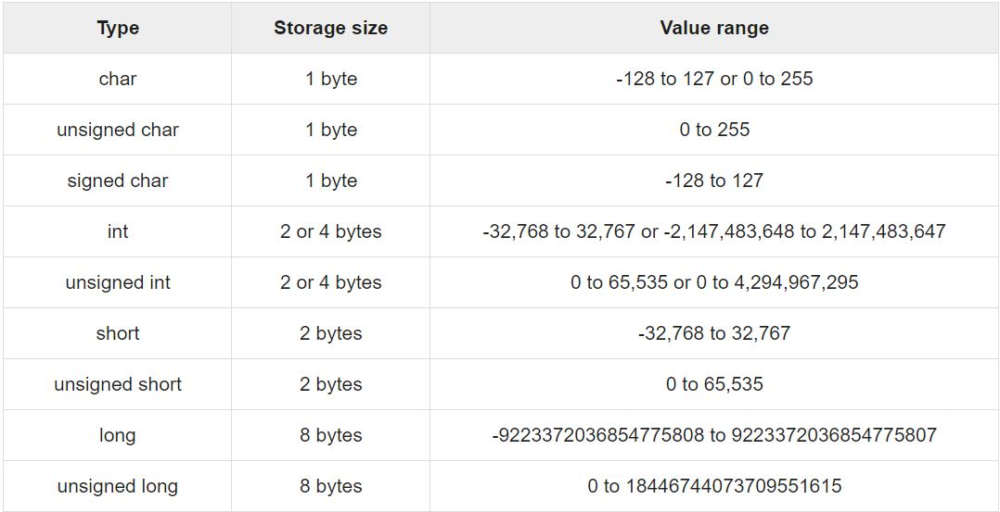 Type Storage size Value range
char 1 byte -128 to 127 or 0 to 255
unsigned char 1 byte 0 to 255
signed char 1 byte -128 to 127
int 2 or 4 bytes -32,768 to 32,767 or -2,147,483,648 to 2,147,483,647
unsigned int 2 or 4 bytes 0 to 65,535 or 0 to 4,294,967,295
short 2 bytes -32,768 to 32,767
unsigned short 2 bytes 0 to 65,535
long 8 bytes -9223372036854775808 to 9223372036854775807
unsigned long 8 bytes 0 to 18446744073709551615